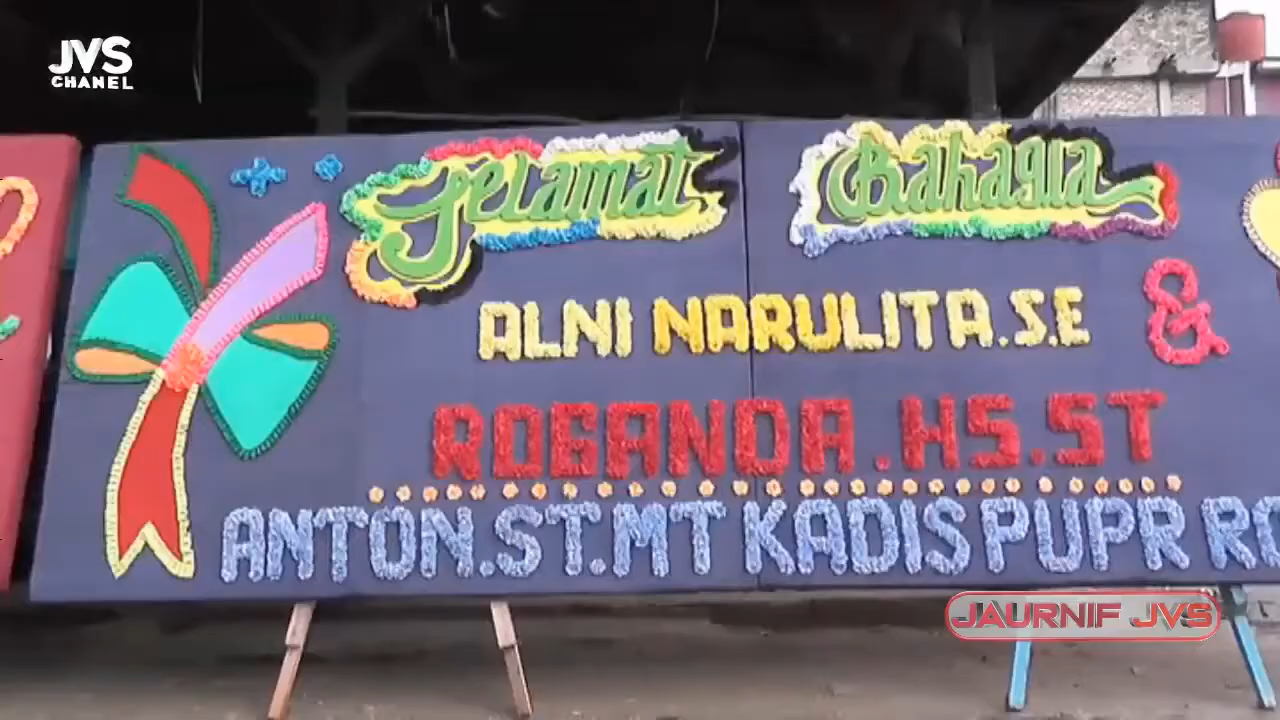 JVS
CHANEL
Selamat Bahagia
ALNI NARULITA.S.E &
ROGANDA.HS.ST
ANTON.ST.MT KADIS PUPR
JAURNIF JVS